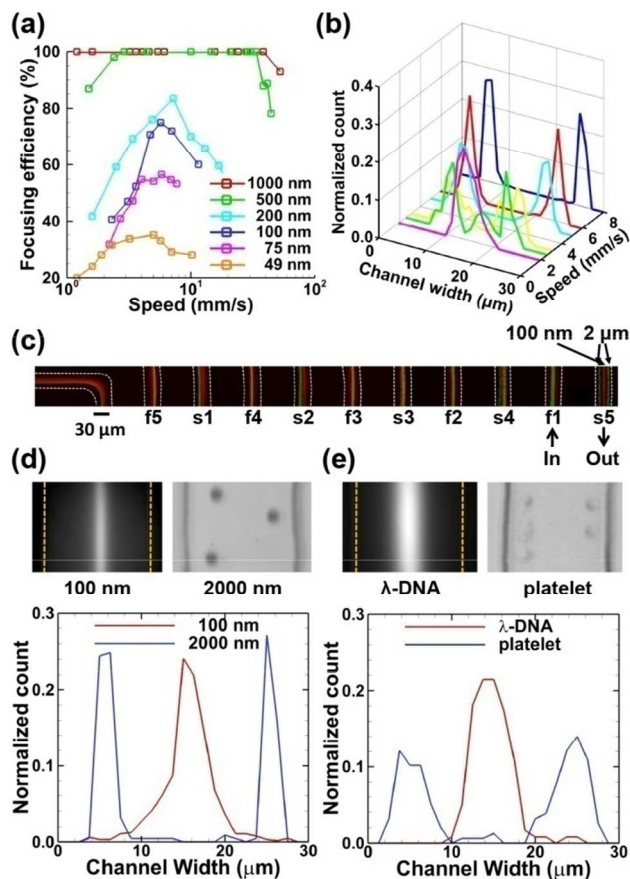 (a)
100
80
60
40
20
Focusing efficiency (%)
1000 nm
500 nm
200 nm
100 nm
75 nm
49 nm
10⁰
10¹
10²
Speed (mm/s)
(b)
0.4
0.3
0.2
0.1
0.0
Normalized count
0
10
20
30
Channel width (μm)
0
2
4
6
8
Speed (mm/s)
(c)
100 nm 2 μm
30 μm
f5 s1 f4 s2 f3 s3 f2 s4 f1 s5
In Out
(d)
100 nm 2000 nm
0.3
0.2
0.1
0.0
Normalized count
100 nm
2000 nm
0 10 20 30
Channel Width (μm)
(e)
λ-DNA platelet
0.3
0.2
0.1
0.0
Normalized count
λ-DNA
platelet
0 10 20 30
Channel Width (μm)